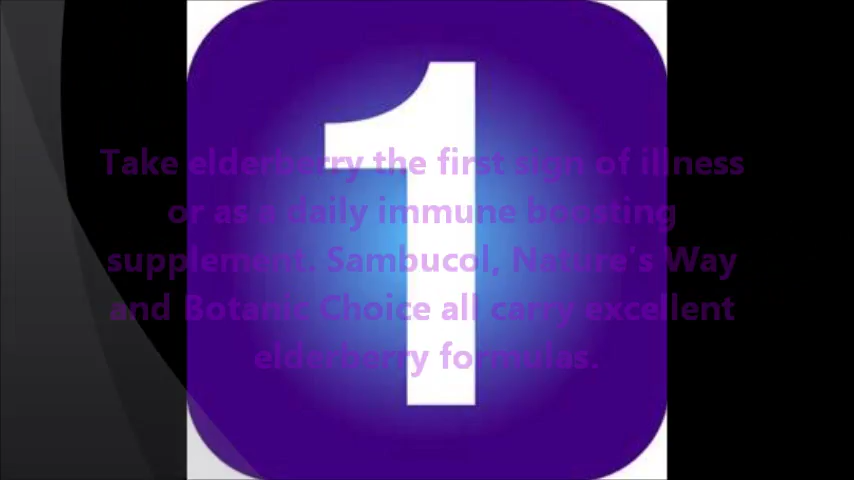 1
Take elderberry the first sign of illness
or as a daily immune boosting
supplement. Sambucol, Nature's Way
and Botanic Choice all carry excellent
elderberry formulas.